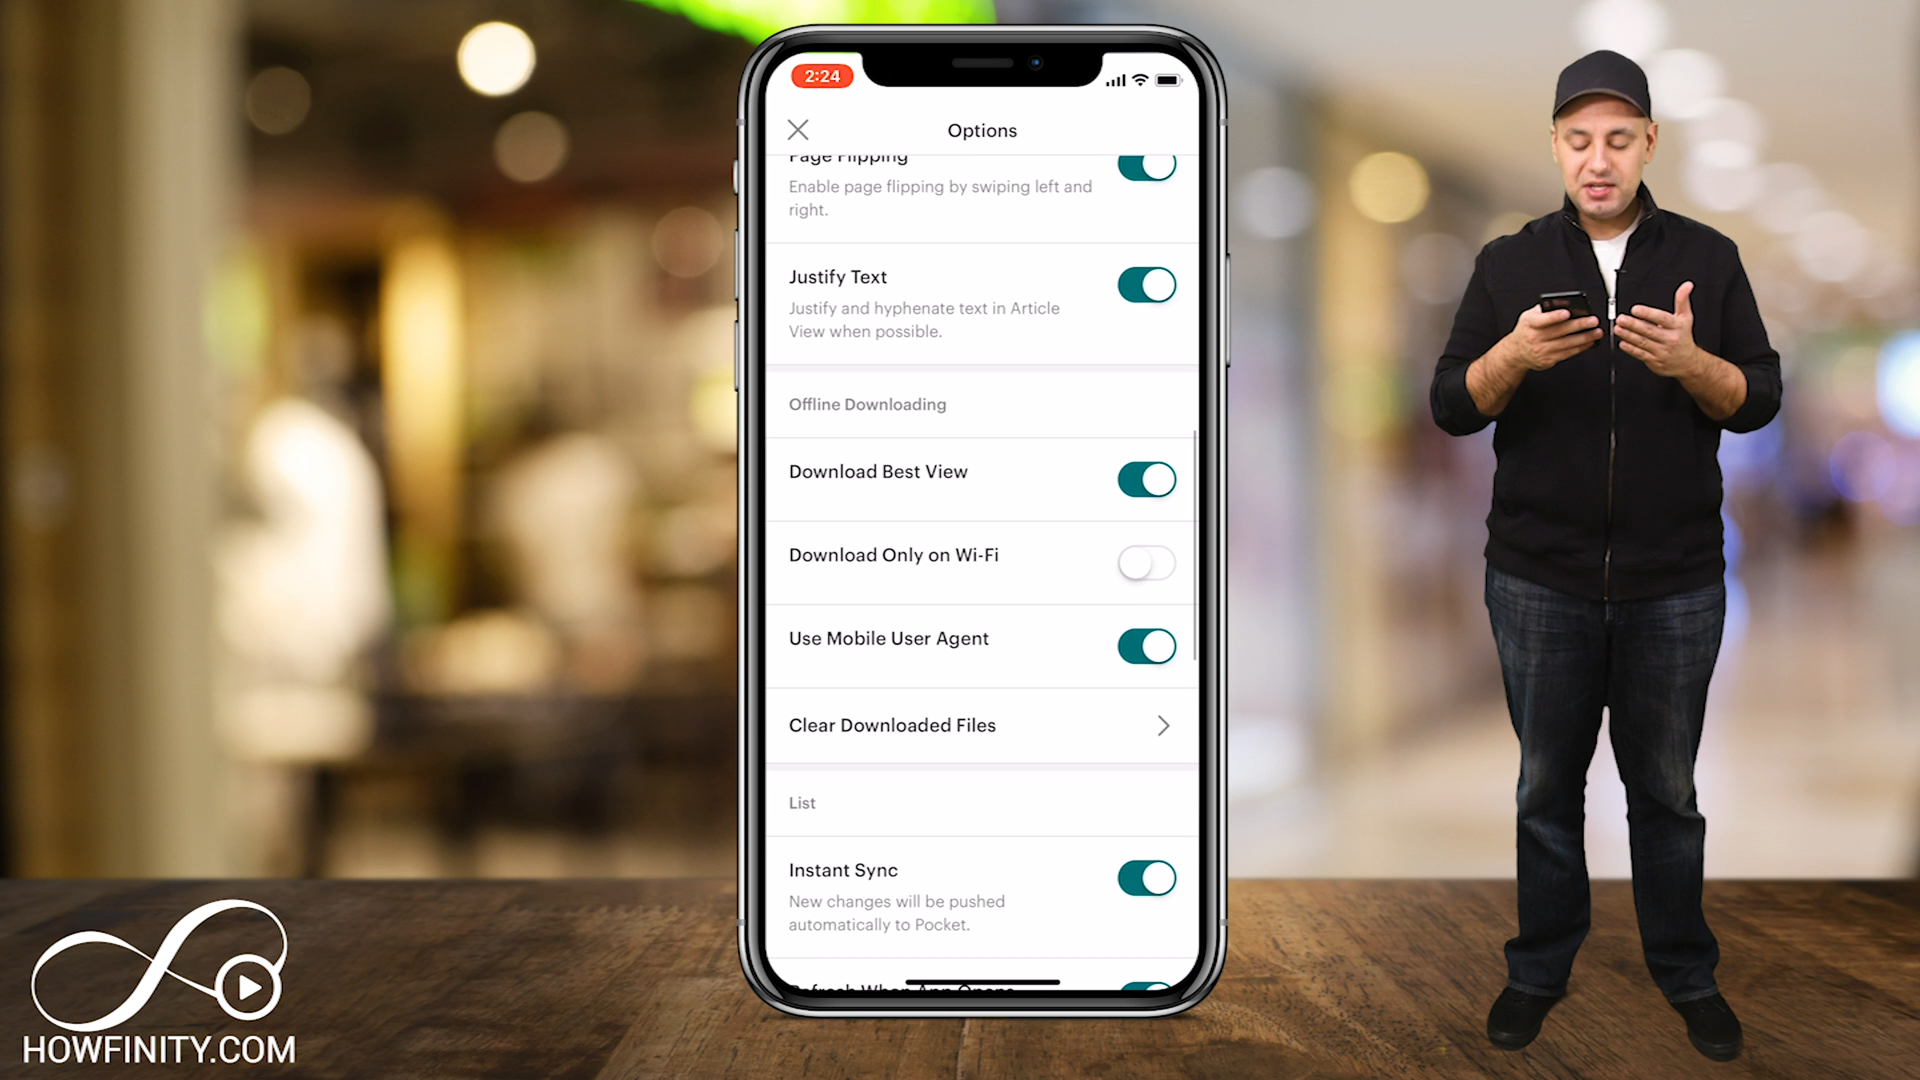 2:24
Options
Page Flipping
Enable page flipping by swiping left and
right.
Justify Text
Justify and hyphenate text in Article
View when possible.
Offline Downloading
Download Best View
Download Only on Wi-Fi
Use Mobile User Agent
Clear Downloaded Files
List
Instant Sync
New changes will be pushed
automatically to Pocket.
Refresh When App Opens
HOWFINITY.COM